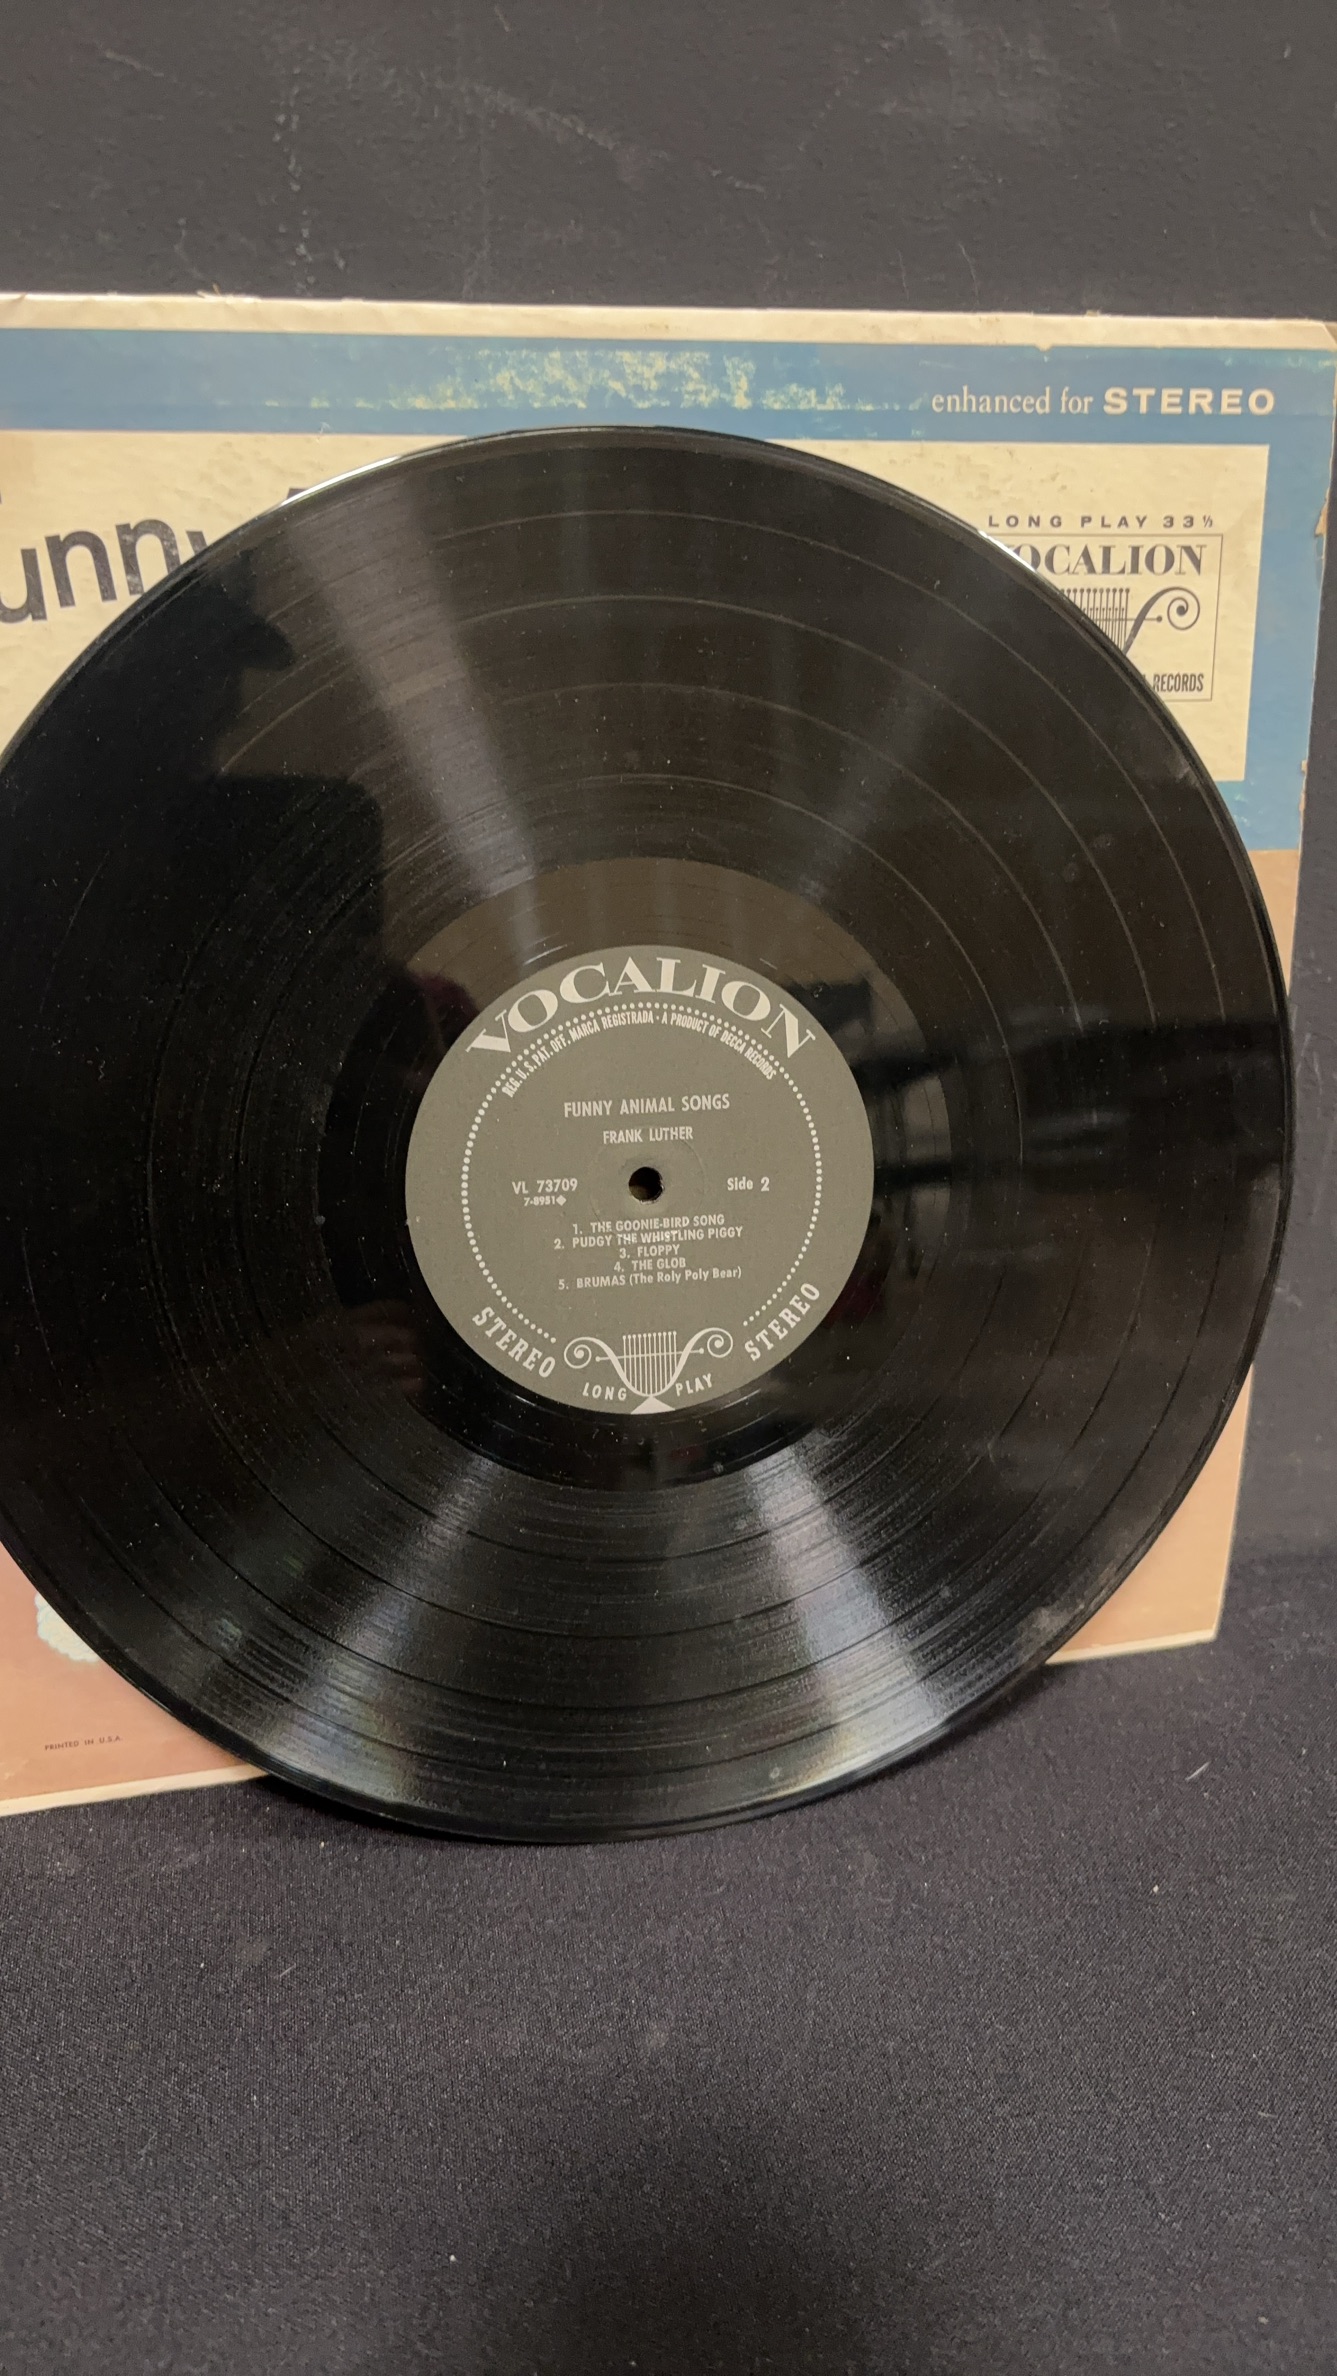 enhanced for STEREO
LONG PLAY 33⅓
VOCALION
RECORDS
VOCALION
REG. U. S. PAT. OFF. MARCA REGISTRADA · A PRODUCT OF DECCA RECORDS
FUNNY ANIMAL SONGS
FRANK LUTHER
VL 73709
Side 2
7-8951◆
1. THE GOONIE-BIRD SONG
2. PUDGY THE WHISTLING PIGGY
3. FLOPPY
4. THE GLOB
5. BRUMAS (The Roly Poly Bear)
STEREO
STEREO
LONG PLAY
PRINTED IN U.S.A.